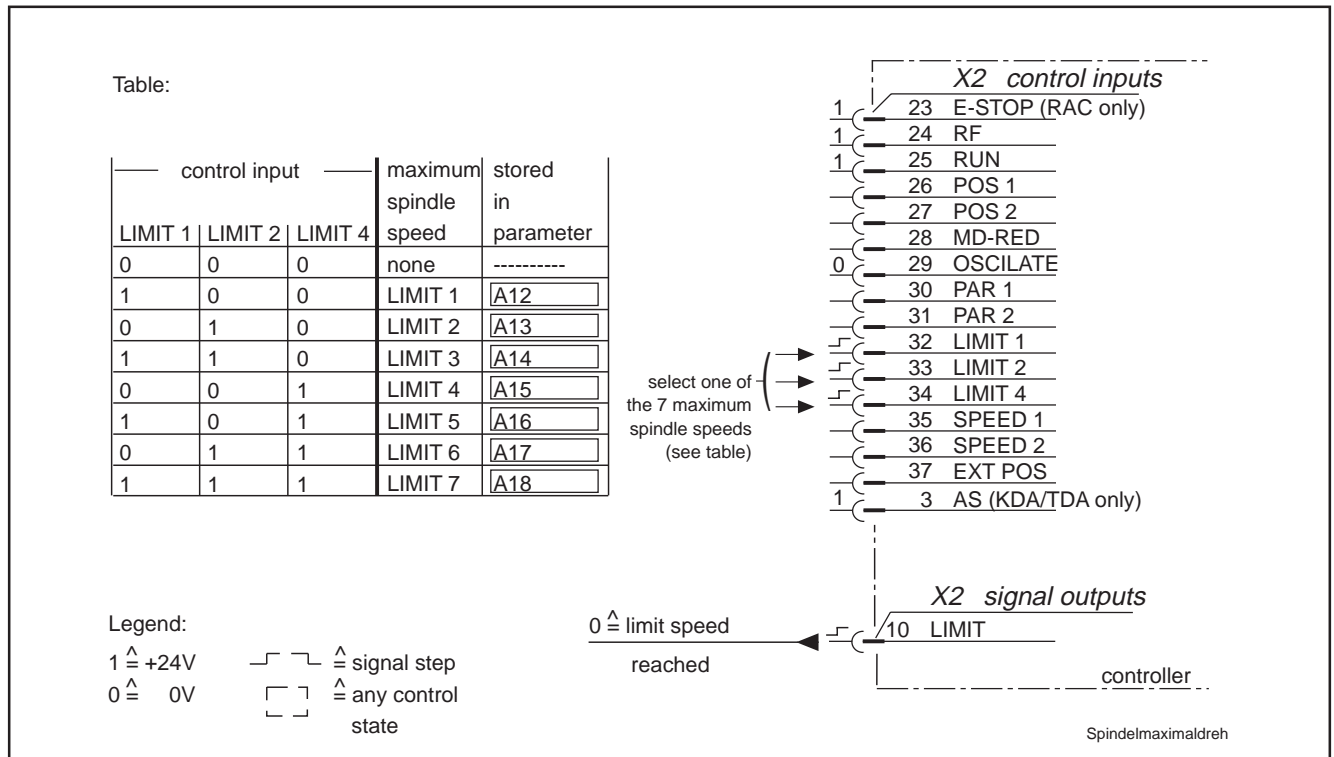 Table:
control input maximum stored
spindle in
LIMIT 1 LIMIT 2 LIMIT 4 speed parameter
0 0 0 none ----------
1 0 0 LIMIT 1 A12
0 1 0 LIMIT 2 A13
1 1 0 LIMIT 3 A14
0 0 1 LIMIT 4 A15
1 0 1 LIMIT 5 A16
0 1 1 LIMIT 6 A17
1 1 1 LIMIT 7 A18
X2 control inputs
1 23 E-STOP (RAC only)
1 24 RF
1 25 RUN
26 POS 1
27 POS 2
28 MD-RED
0 29 OSCILATE
30 PAR 1
31 PAR 2
32 LIMIT 1
33 LIMIT 2
34 LIMIT 4
35 SPEED 1
36 SPEED 2
37 EXT POS
1 3 AS (KDA/TDA only)
select one of
the 7 maximum
spindle speeds
(see table)
X2 signal outputs
10 LIMIT
0 ≙ limit speed
reached
controller
Legend:
1 ≙ +24V ≙ signal step
0 ≙ 0V ≙ any control
state
Spindelmaximaldreh